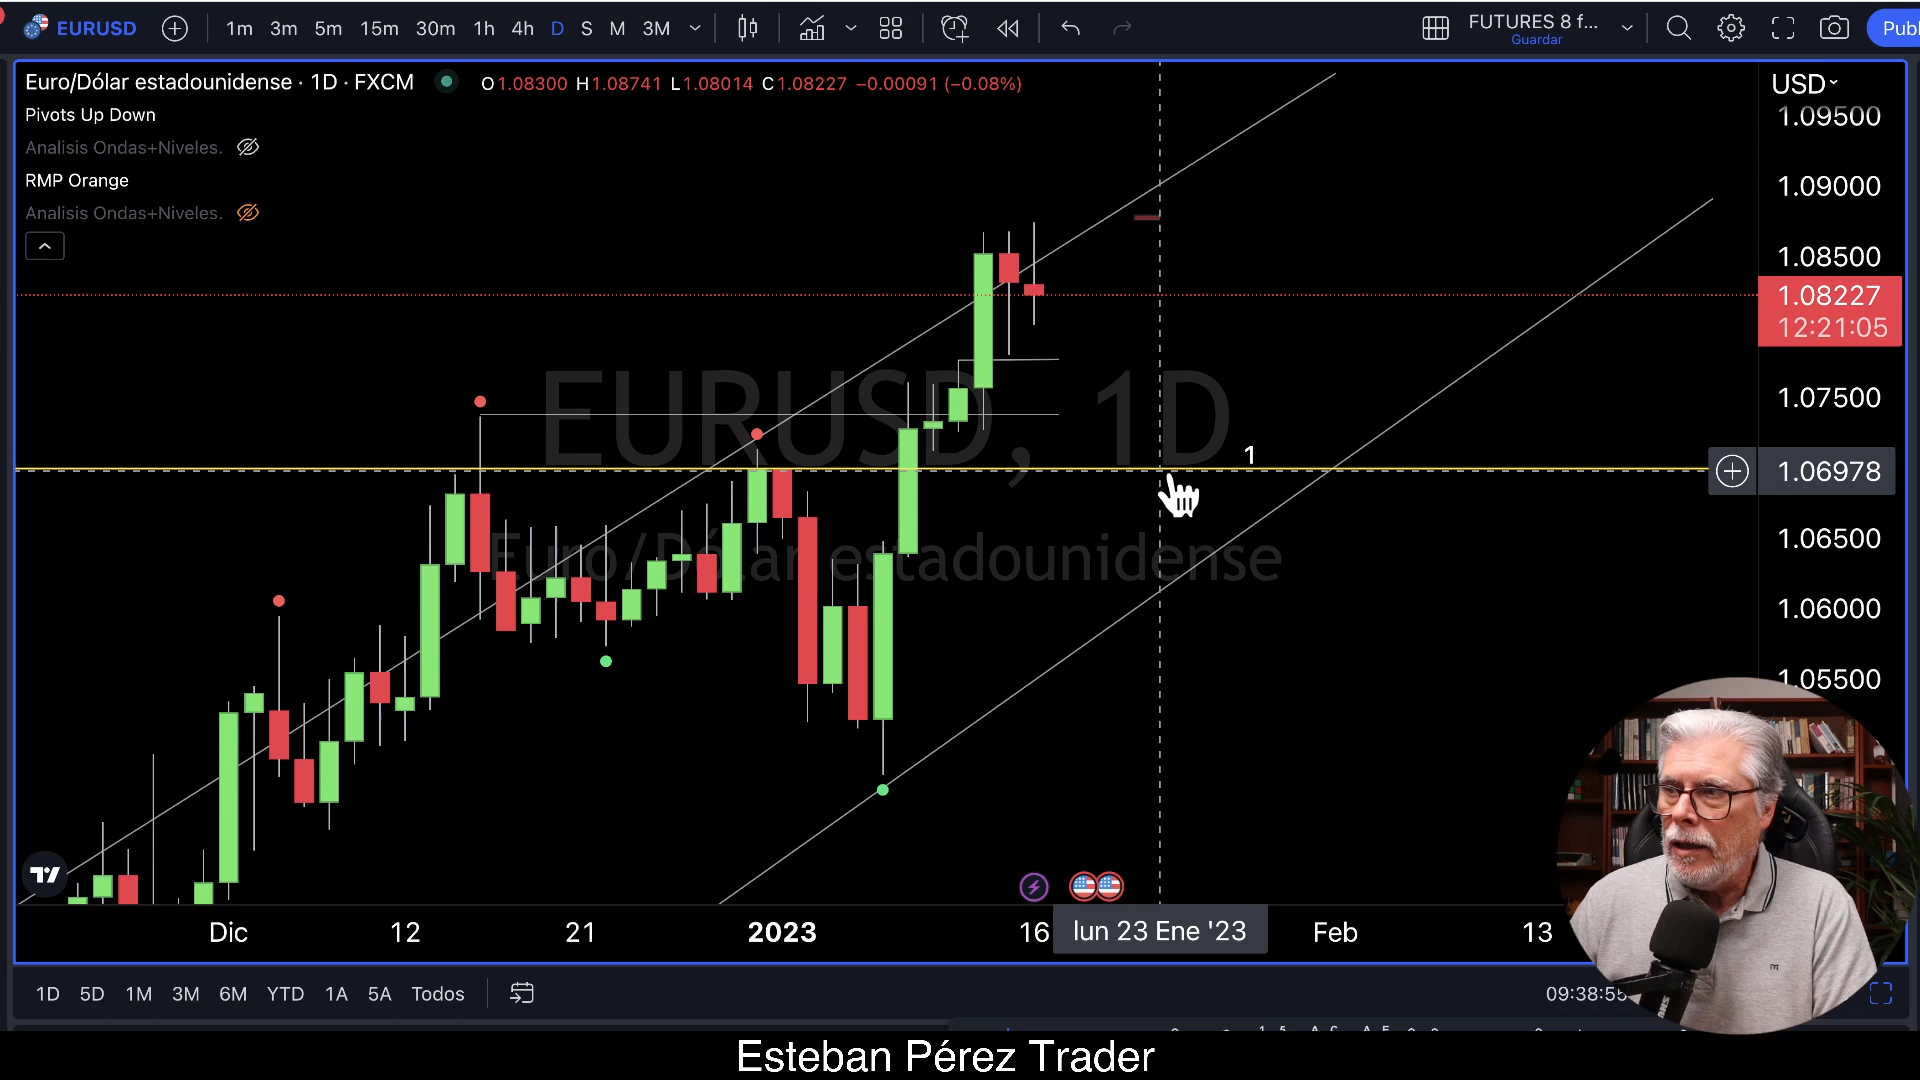 EURUSD 1m 3m 5m 15m 30m 1h 4h D S M 3M FUTURES 8 f... Guardar Publ
Euro/Dólar estadounidense · 1D · FXCM O1.08300 H1.08741 L1.08014 C1.08227 −0.00091 (−0.08%) USD
Pivots Up Down
Analisis Ondas+Niveles.
RMP Orange
Analisis Ondas+Niveles.
1.09500
1.09000
1.08500
1.08227
12:21:05
1.07500
1.06978
1.06500
1.06000
1.05500
EURUSD, 1D
Euro/Dólar estadounidense
1
Dic 12 21 2023 16 lun 23 Ene '23 Feb 13
1D 5D 1M 3M 6M YTD 1A 5A Todos 09:38:55
Esteban Pérez Trader